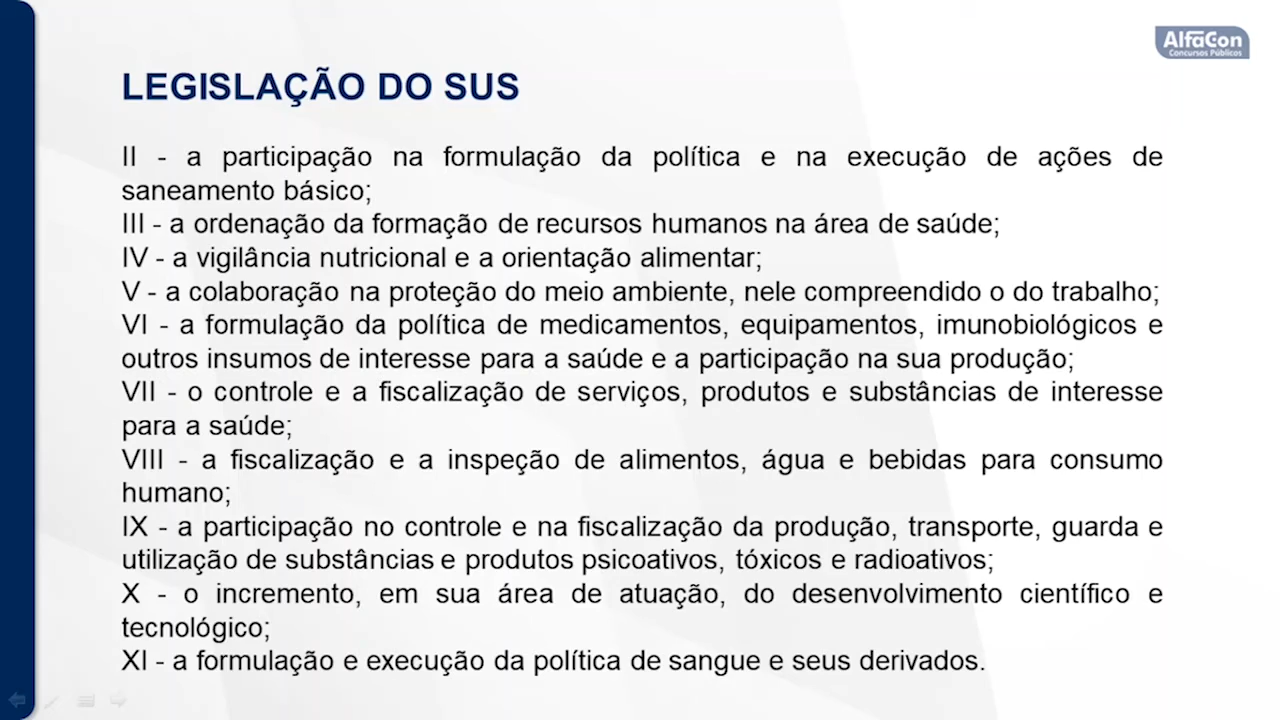 AlfaCon
Concursos Públicos
LEGISLAÇÃO DO SUS
II - a participação na formulação da política e na execução de ações de
saneamento básico;
III - a ordenação da formação de recursos humanos na área de saúde;
IV - a vigilância nutricional e a orientação alimentar;
V - a colaboração na proteção do meio ambiente, nele compreendido o do trabalho;
VI - a formulação da política de medicamentos, equipamentos, imunobiológicos e
outros insumos de interesse para a saúde e a participação na sua produção;
VII - o controle e a fiscalização de serviços, produtos e substâncias de interesse
para a saúde;
VIII - a fiscalização e a inspeção de alimentos, água e bebidas para consumo
humano;
IX - a participação no controle e na fiscalização da produção, transporte, guarda e
utilização de substâncias e produtos psicoativos, tóxicos e radioativos;
X - o incremento, em sua área de atuação, do desenvolvimento científico e
tecnológico;
XI - a formulação e execução da política de sangue e seus derivados.